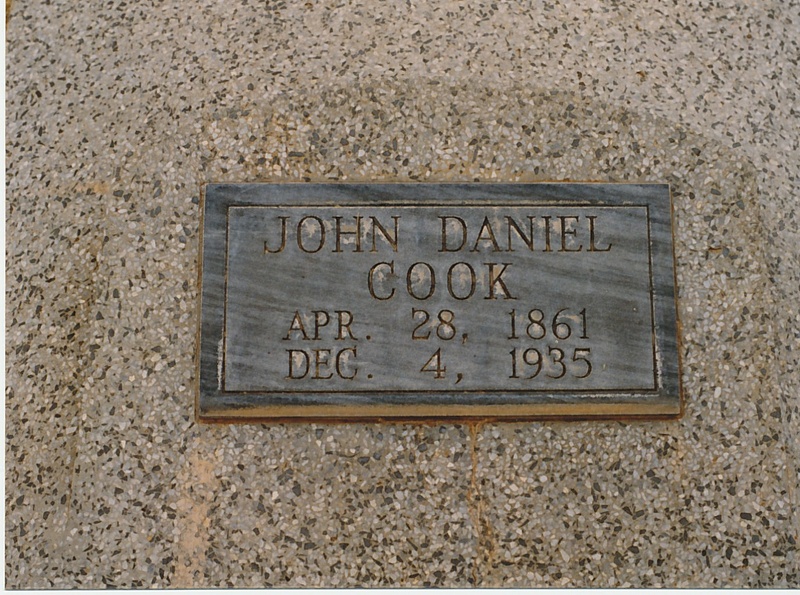 JOHN DANIEL
COOK
APR. 28, 1861
DEC. 4, 1935